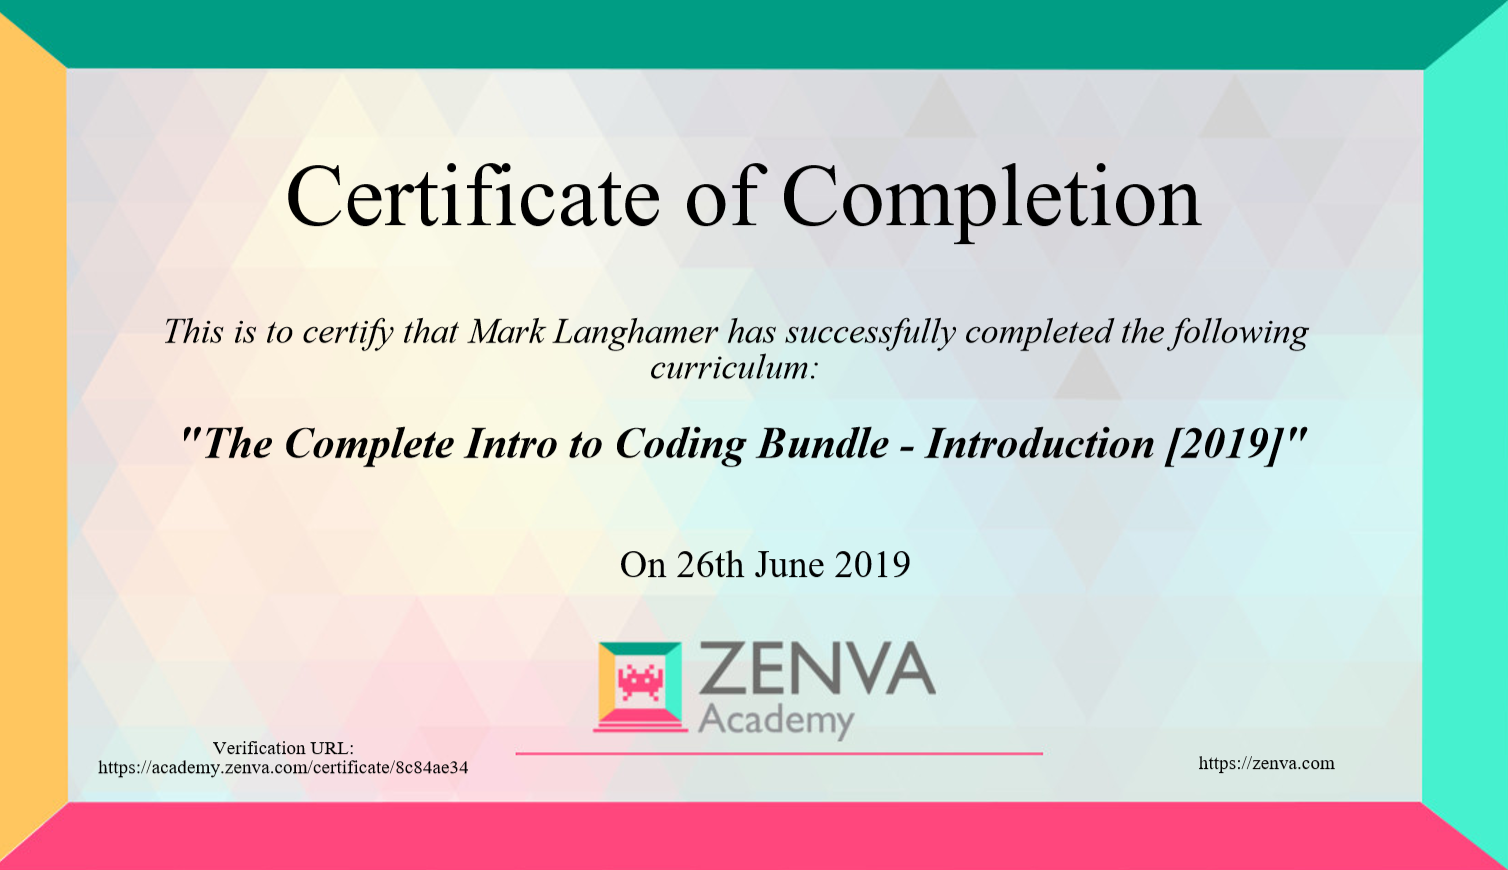 Certificate of Completion
This is to certify that Mark Langhamer has successfully completed the following
curriculum:
"The Complete Intro to Coding Bundle - Introduction [2019]"
On 26th June 2019
ZENVA
Academy
Verification URL:
https://academy.zenva.com/certificate/8c84ae34
https://zenva.com